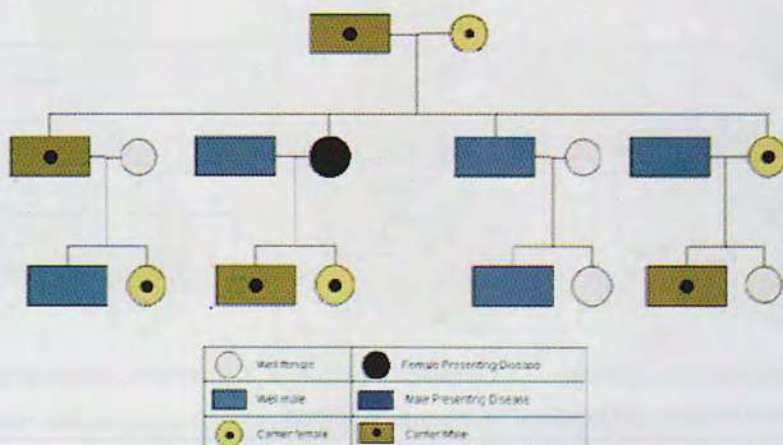 Well female
Female Presenting Disease
Well male
Male Presenting Disease
Carrier female
Carrier Male